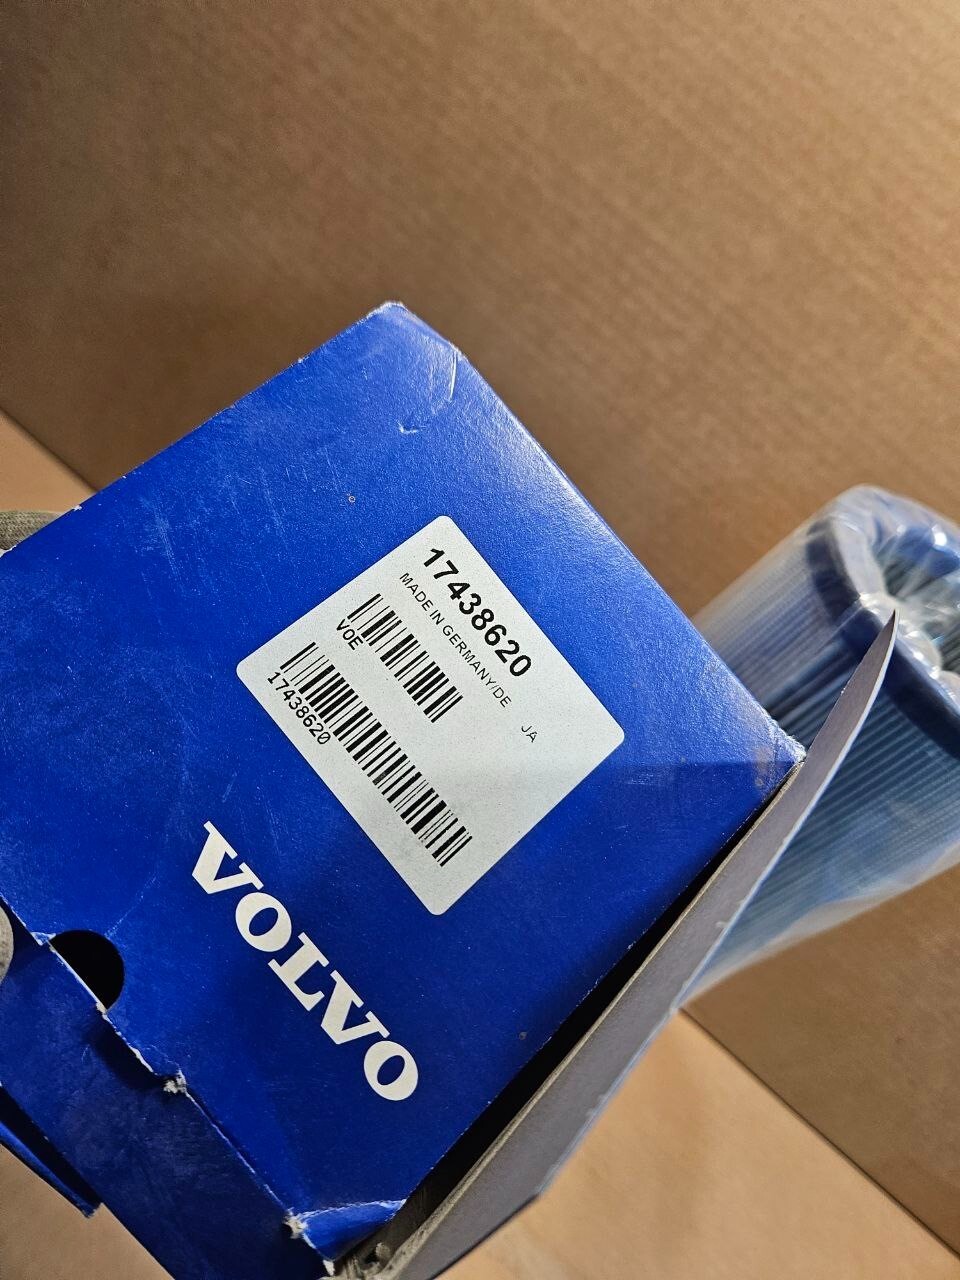 17438620
MADE IN GERMANY/DE JA
VOE
17438620
VOLVO